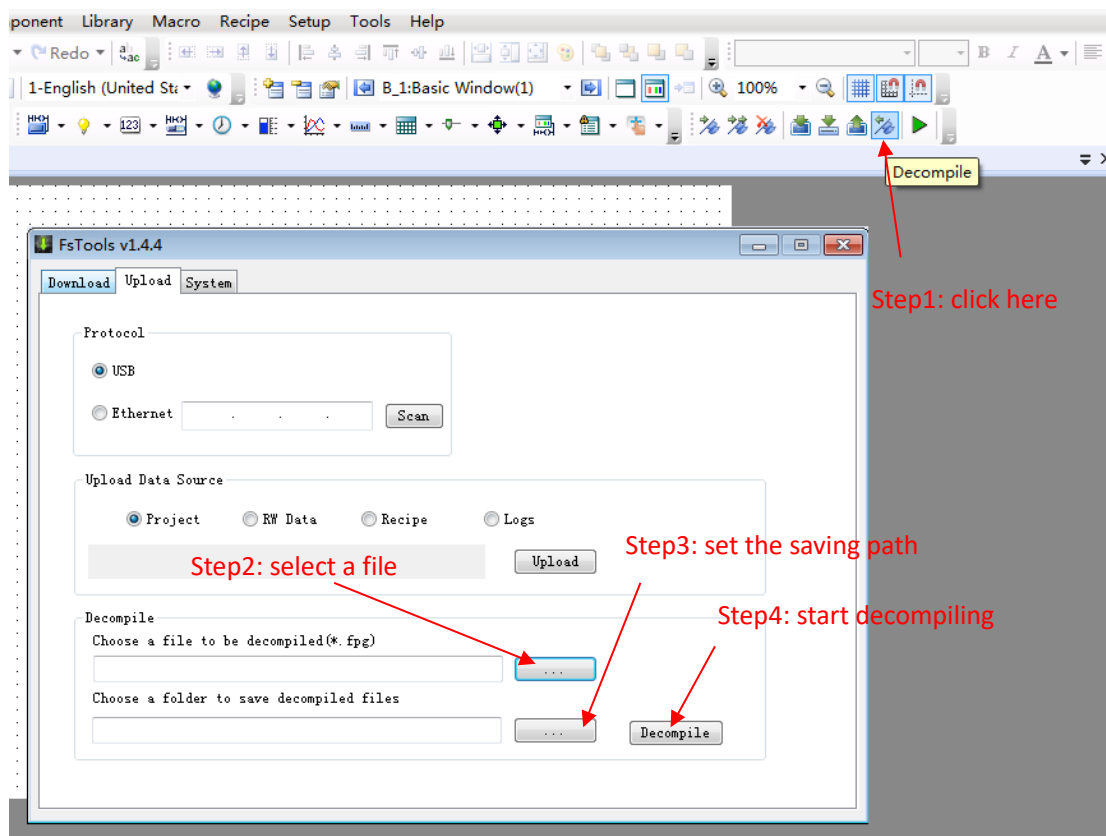 ponent Library Macro Recipe Setup Tools Help
Redo B I A
1-English (United Sta B_1:Basic Window(1) 100%
123
Decompile
FsTools v1.4.4
Download Upload System
Step1: click here
Protocol
USB
Ethernet . . . Scan
Upload Data Source
Project RW Data Recipe Logs
Step3: set the saving path
Step2: select a file
Upload
Step4: start decompiling
Decompile
Choose a file to be decompiled(*.fpg)
...
Choose a folder to save decompiled files
... Decompile